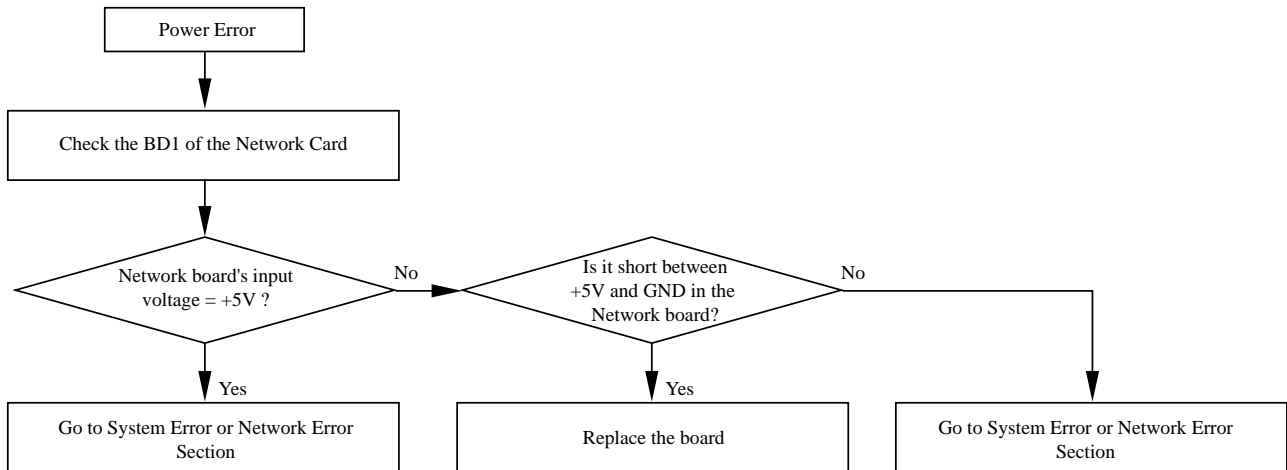 Power Error
Check the BD1 of the Network Card
Network board's input
voltage = +5V ?
No
Is it short between
+5V and GND in the
Network board?
No
Yes
Yes
Go to System Error or Network Error
Section
Replace the board
Go to System Error or Network Error
Section